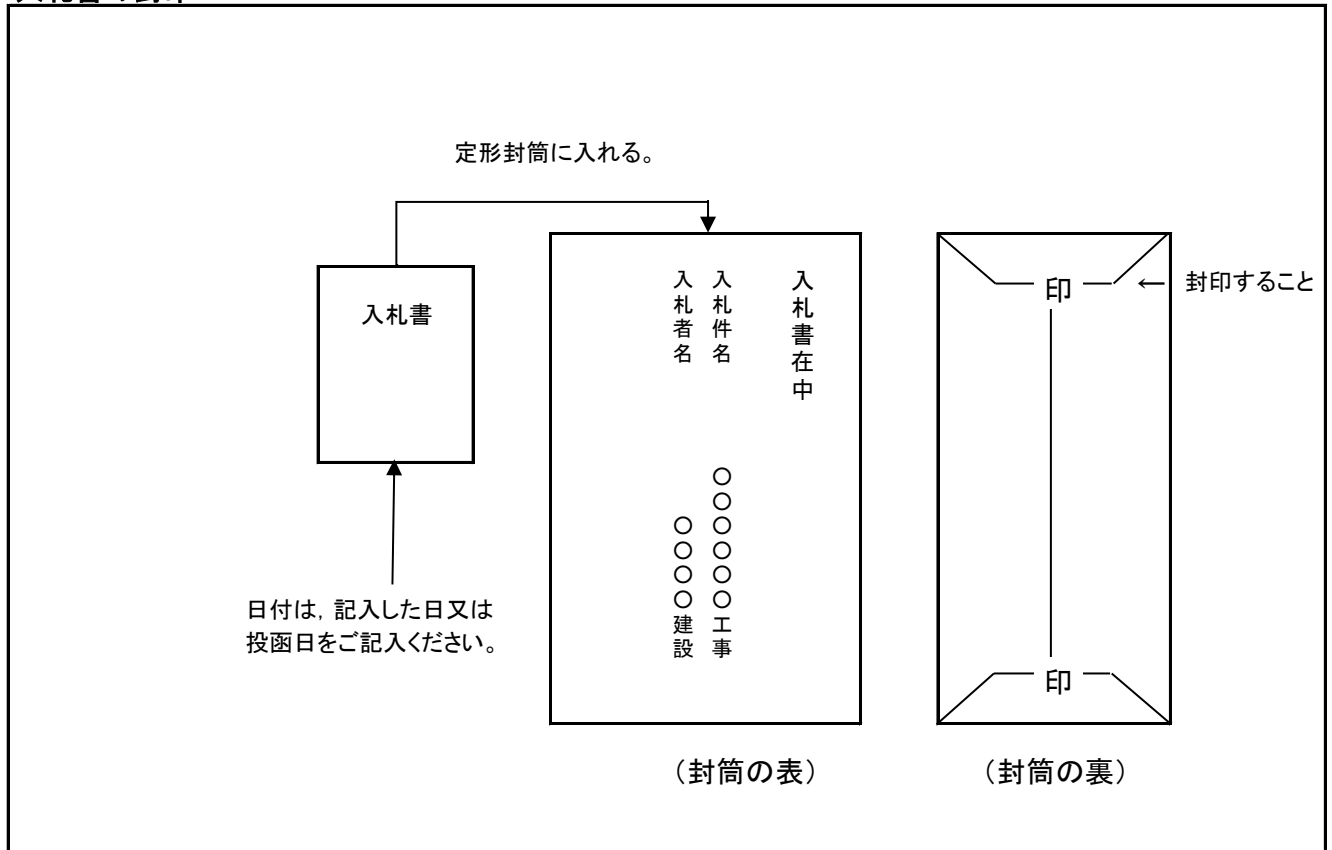 定形封筒に入れる。
入札書
日付は，記入した日又は
投函日をご記入ください。
入札書在中
入札件名　○○○○○○工事
入札者名　○○○○建設
（封筒の表）
印
← 封印すること
印
（封筒の裏）